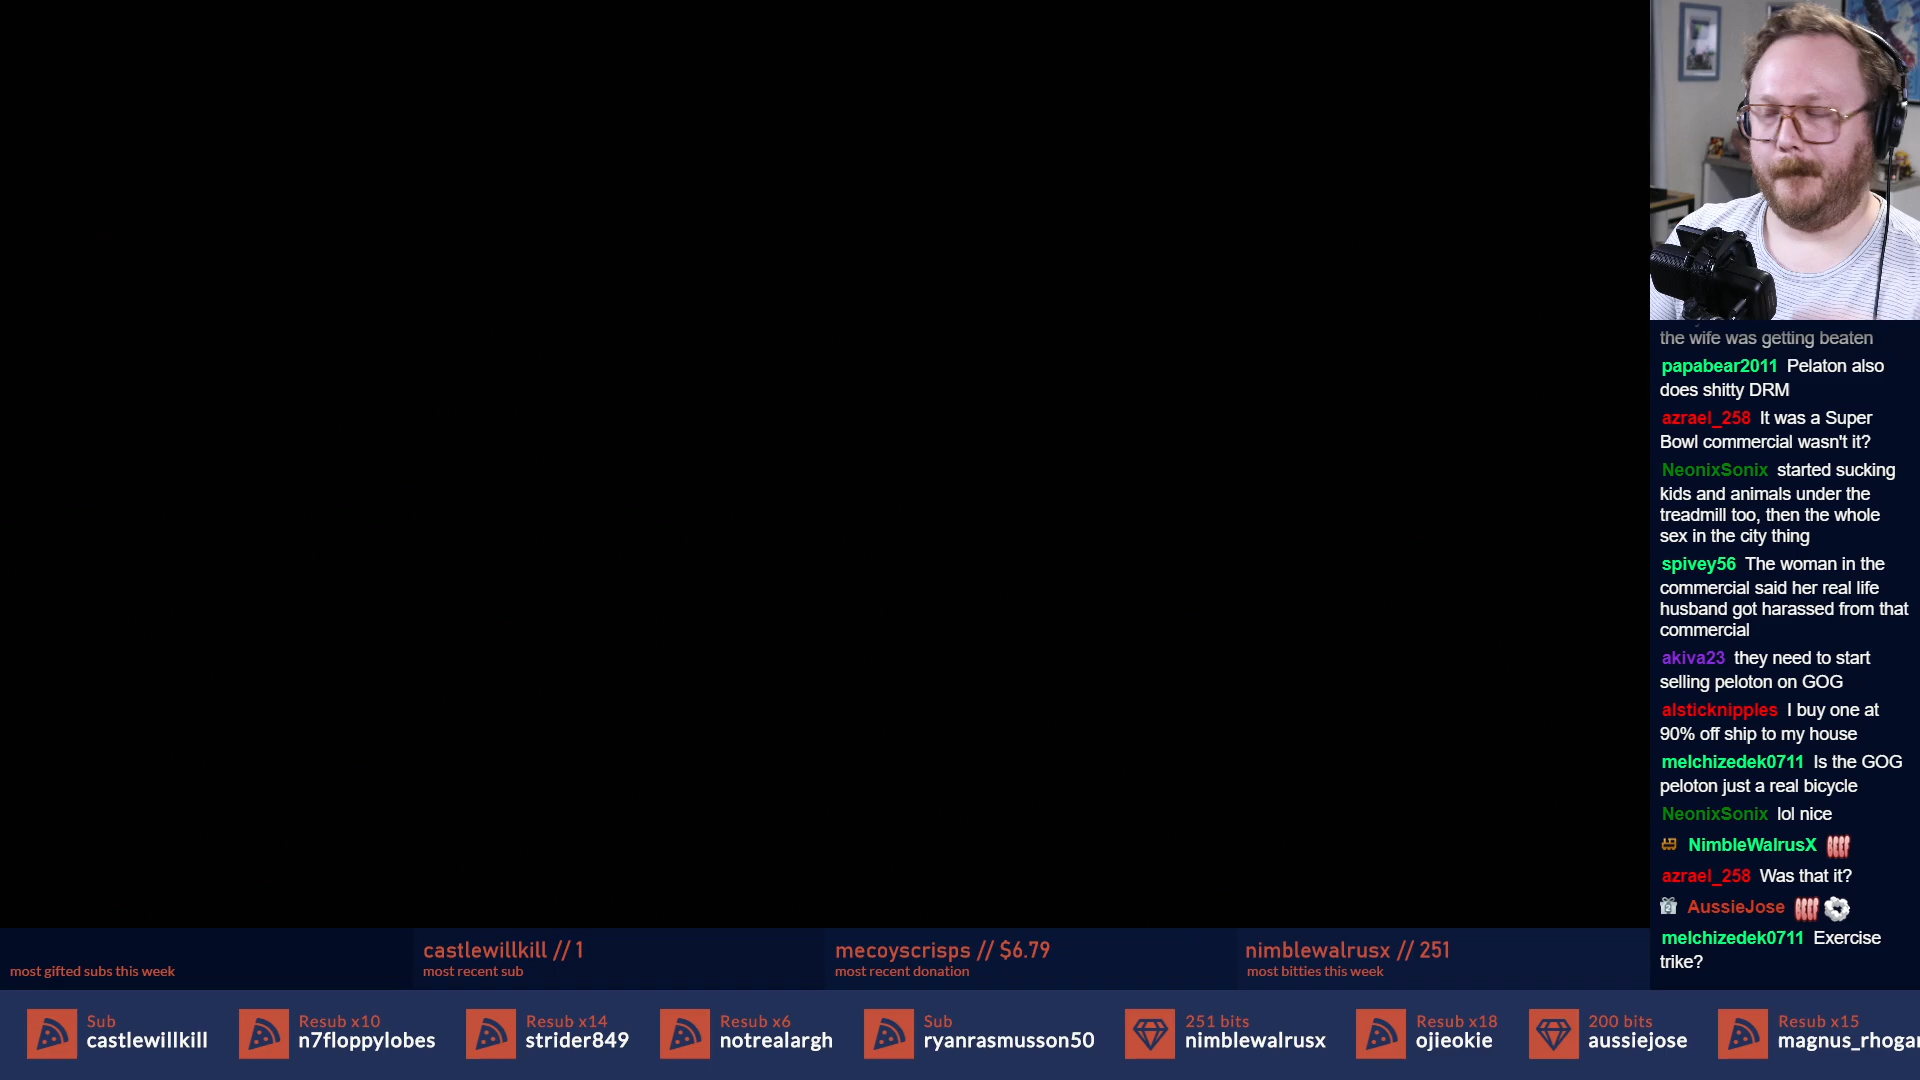 the wife was getting beaten
papabear2011 Pelaton also
does shitty DRM
azrael_258 It was a Super
Bowl commercial wasn't it?
NeonixSonix started sucking
kids and animals under the
treadmill too, then the whole
sex in the city thing
spivey56 The woman in the
commercial said her real life
husband got harassed from that
commercial
akiva23 they need to start
selling peloton on GOG
alsticknipples I buy one at
90% off ship to my house
melchizedek0711 Is the GOG
peloton just a real bicycle
NeonixSonix lol nice
NimbleWalrusX BEEF
azrael_258 Was that it?
2 AussieJose BEEF
melchizedek0711 Exercise
trike?
most gifted subs this week
castlewillkill // 1
most recent sub
mecoyscrisps // $6.79
most recent donation
nimblewalrusx // 251
most bitties this week
Sub
castlewillkill
Resub x10
n7floppylobes
Resub x14
strider849
Resub x6
notrealargh
Sub
ryanrasmusson50
251 bits
nimblewalrusx
Resub x18
ojieokie
200 bits
aussiejose
Resub x15
magnus_rhogar